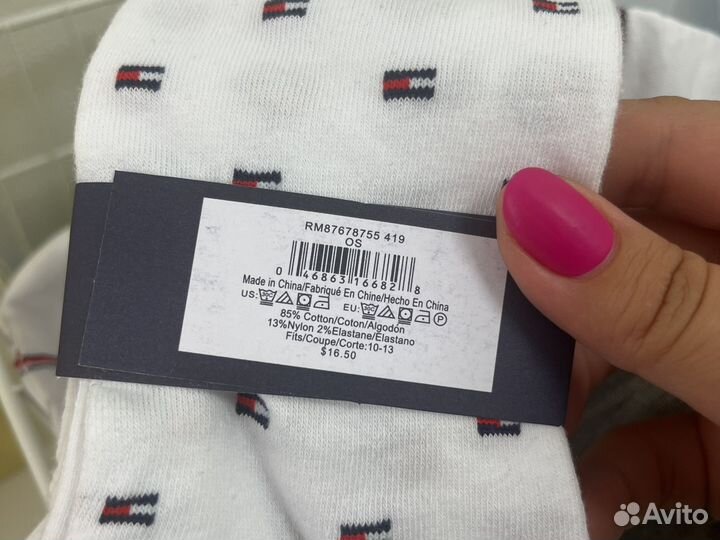 RM87678755 419
OS
0 46863 16682 8
Made in China/Fabriqué En Chine/Hecho En China
US: EU:
85% Cotton/Coton/Algodon
13%Nylon 2%Elastane/Elastano
Fits/Coupe/Corte:10-13
$16.50
Avito